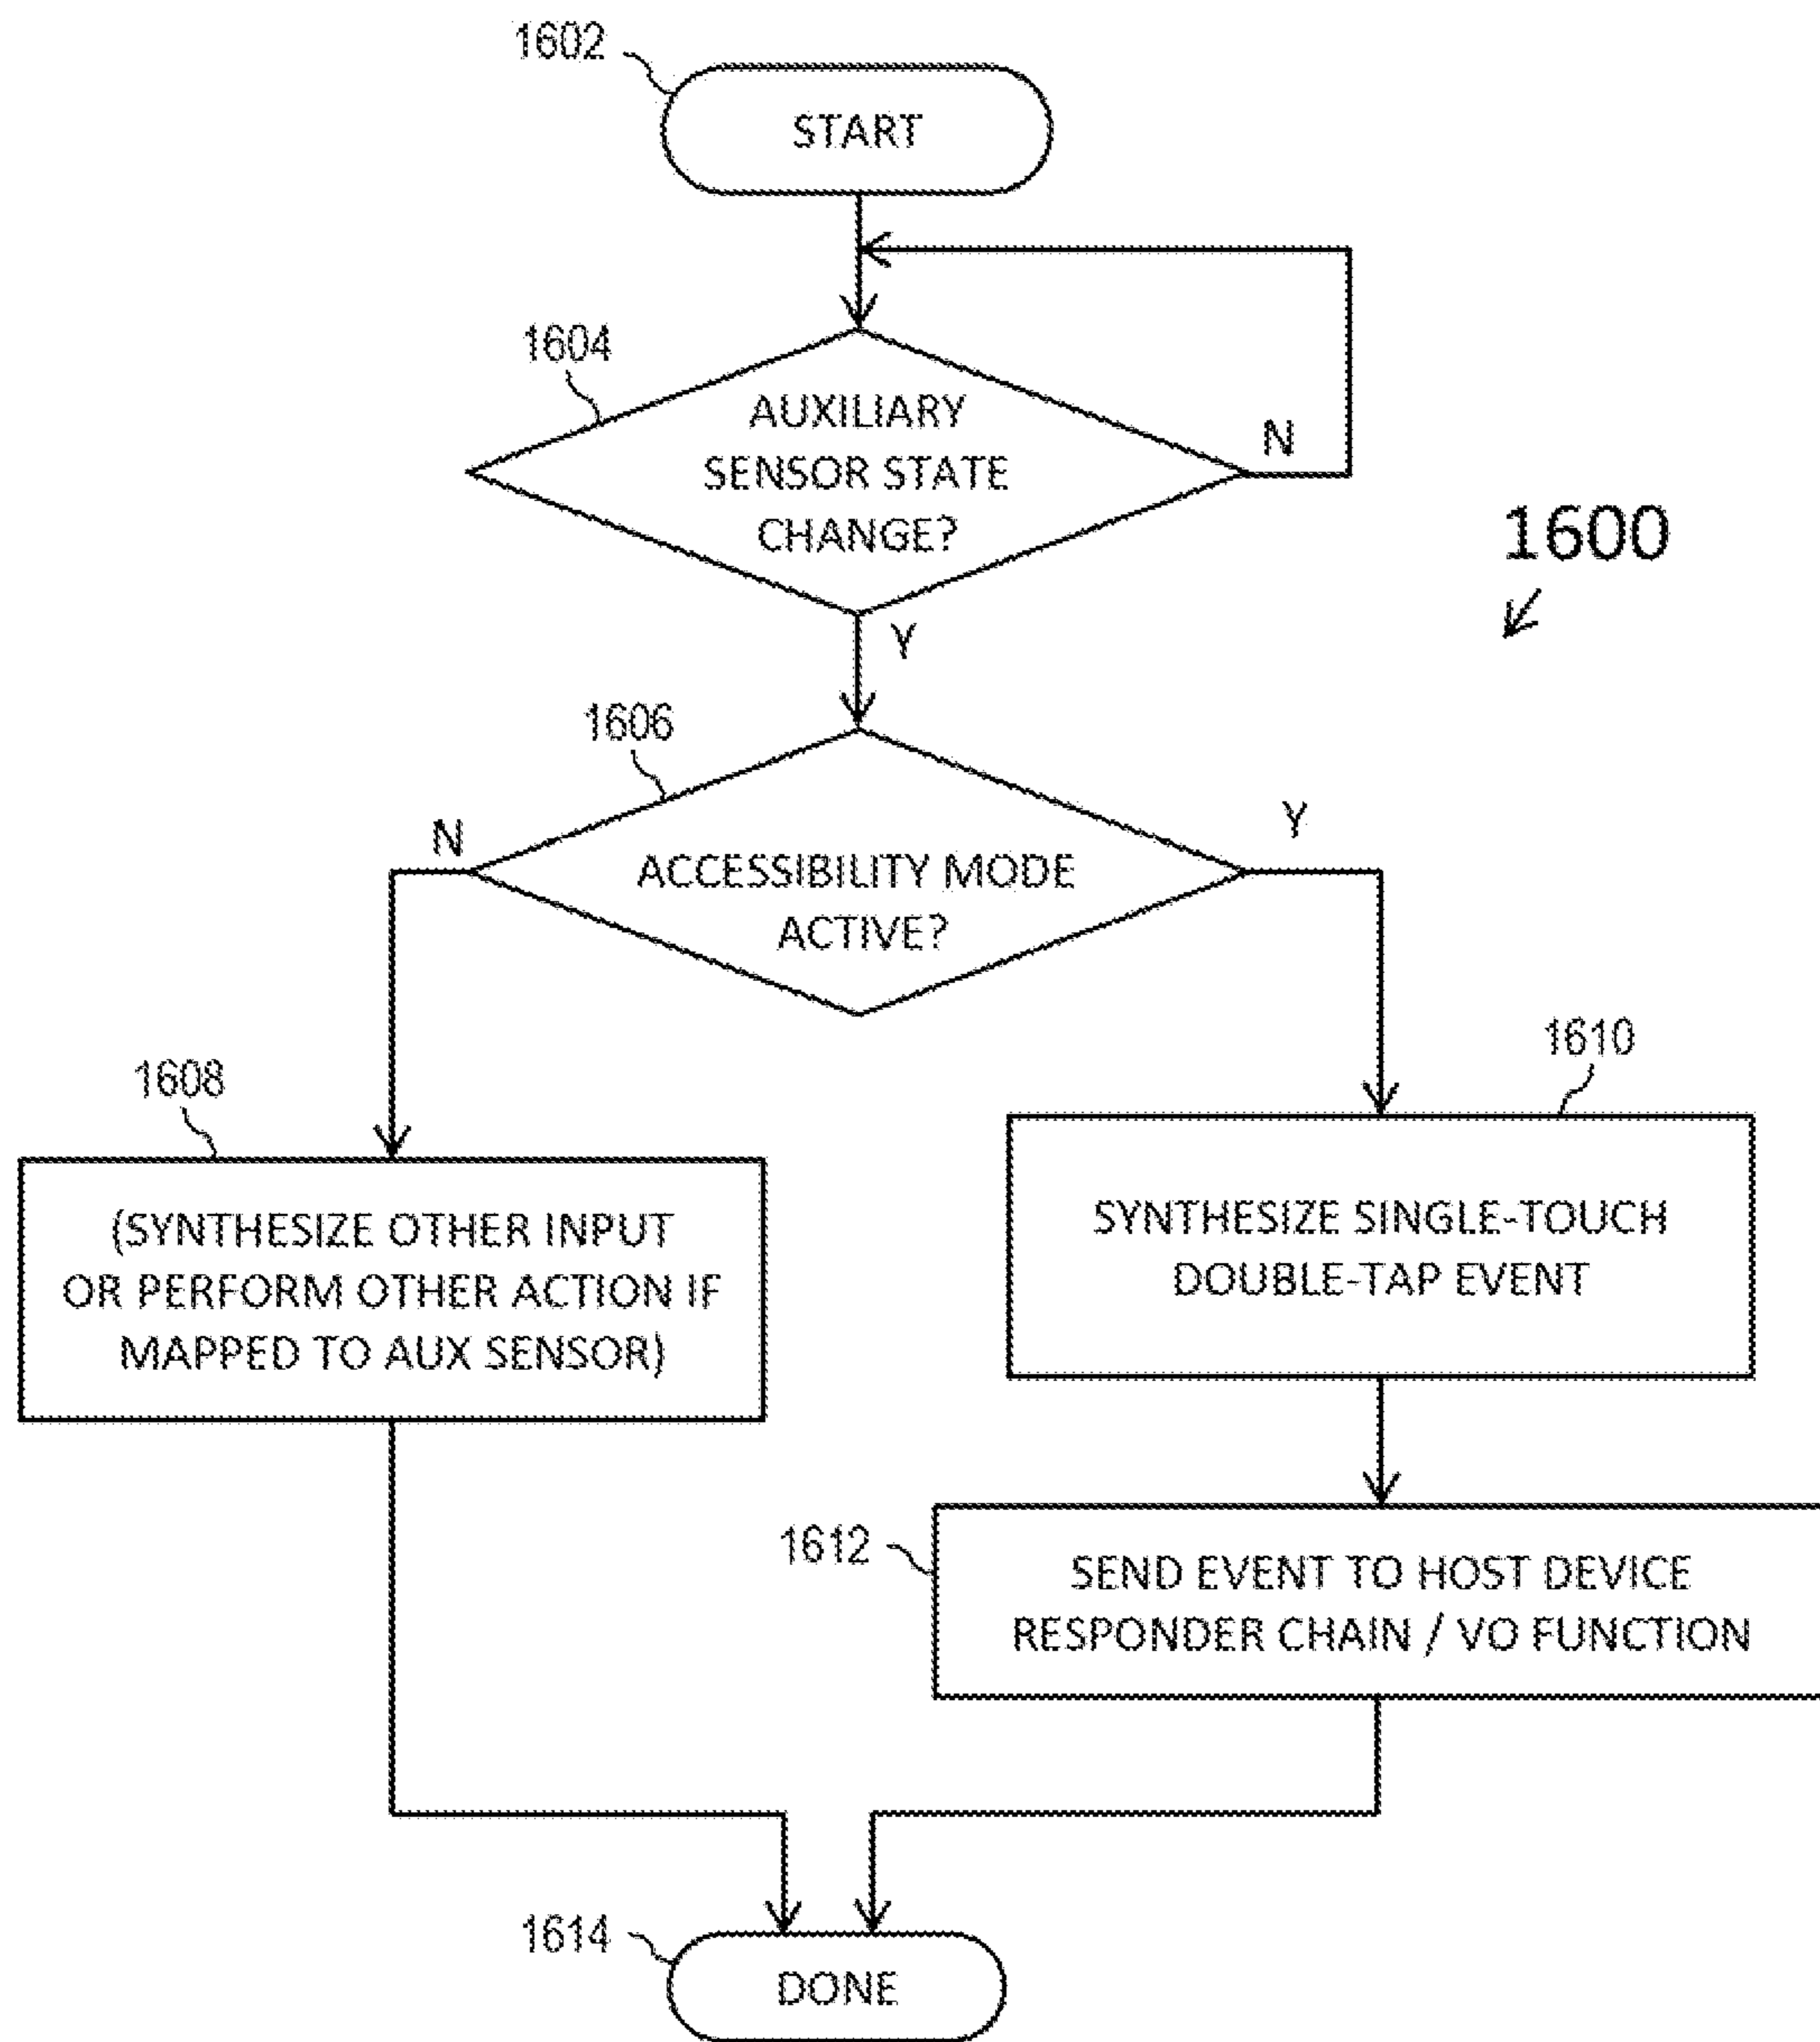 1602
START
1604
AUXILIARY
SENSOR STATE
CHANGE?
N
1600
Y
1606
N
Y
ACCESSIBILITY MODE
ACTIVE?
1608
1610
(SYNTHESIZE OTHER INPUT
OR PERFORM OTHER ACTION IF
MAPPED TO AUX SENSOR)
SYNTHESIZE SINGLE-TOUCH
DOUBLE-TAP EVENT
1612
SEND EVENT TO HOST DEVICE
RESPONDER CHAIN / VO FUNCTION
1614
DONE